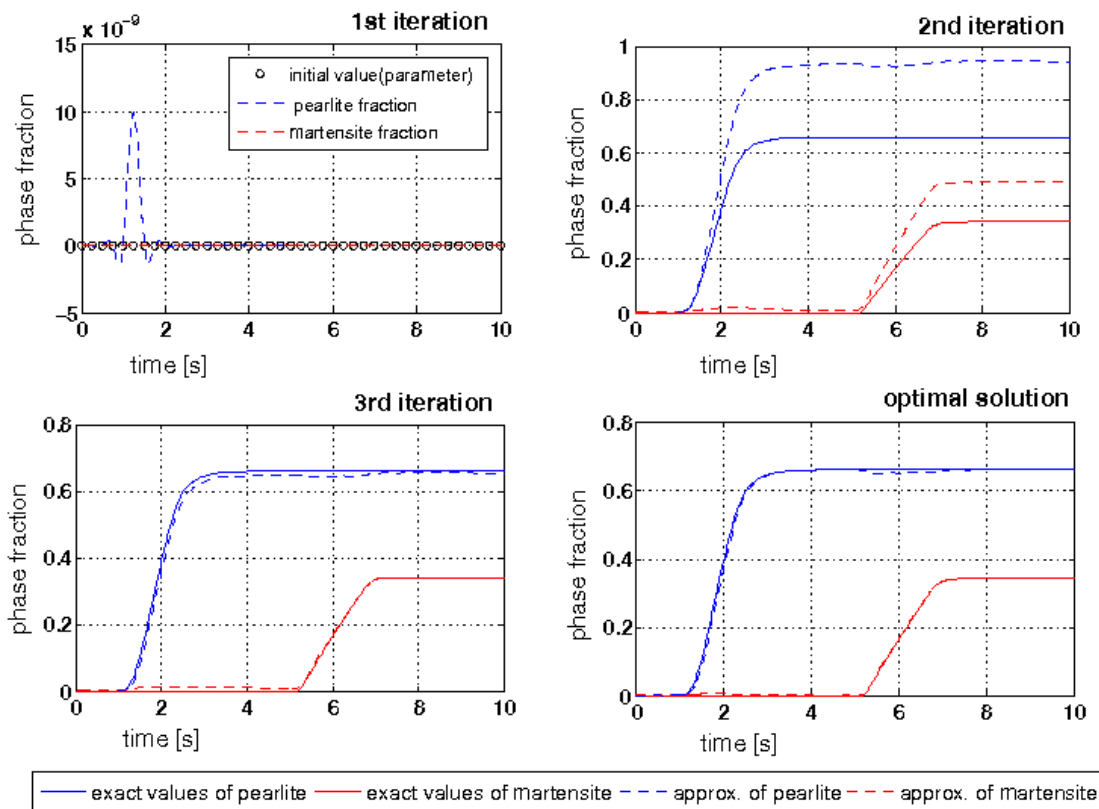 x 10⁻⁹
1st iteration
15
10
5
0
−5
0 2 4 6 8 10
phase fraction
time [s]
initial value(parameter)
pearlite fraction
martensite fraction
2nd iteration
1
0.8
0.6
0.4
0.2
0
0 2 4 6 8 10
phase fraction
time [s]
3rd iteration
0.8
0.6
0.4
0.2
0
0 2 4 6 8 10
phase fraction
time [s]
optimal solution
0.8
0.6
0.4
0.2
0
0 2 4 6 8 10
phase fraction
time [s]
exact values of pearlite exact values of martensite approx. of pearlite approx. of martensite